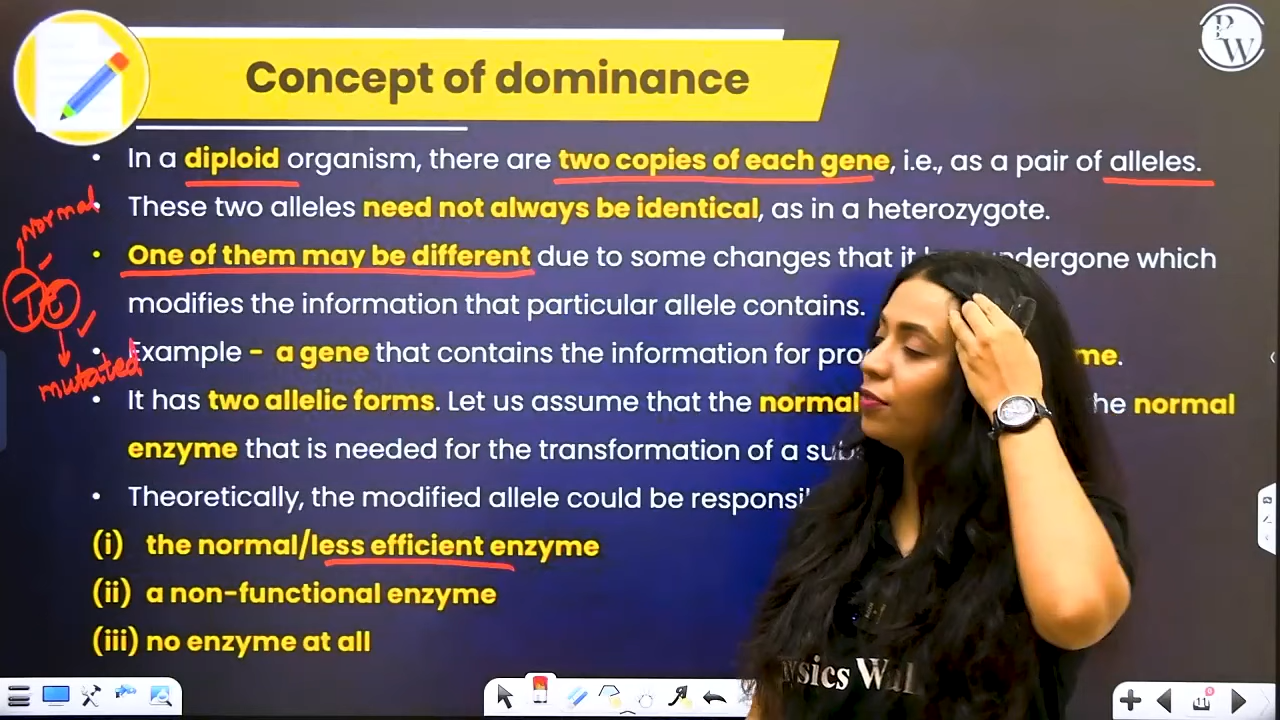 PW
Concept of dominance
• In a diploid organism, there are two copies of each gene, i.e., as a pair of alleles.
• These two alleles need not always be identical, as in a heterozygote.
Normal
• One of them may be different due to some changes that it undergone which
T t
modifies the information that particular allele contains.
• Example - a gene that contains the information for
mutated
• It has two allelic forms. Let us assume that the normal normal
enzyme that is needed for the transformation of a
• Theoretically, the modified allele could be
(i) the normal/less efficient enzyme
(ii) a non-functional enzyme
(iii) no enzyme at all